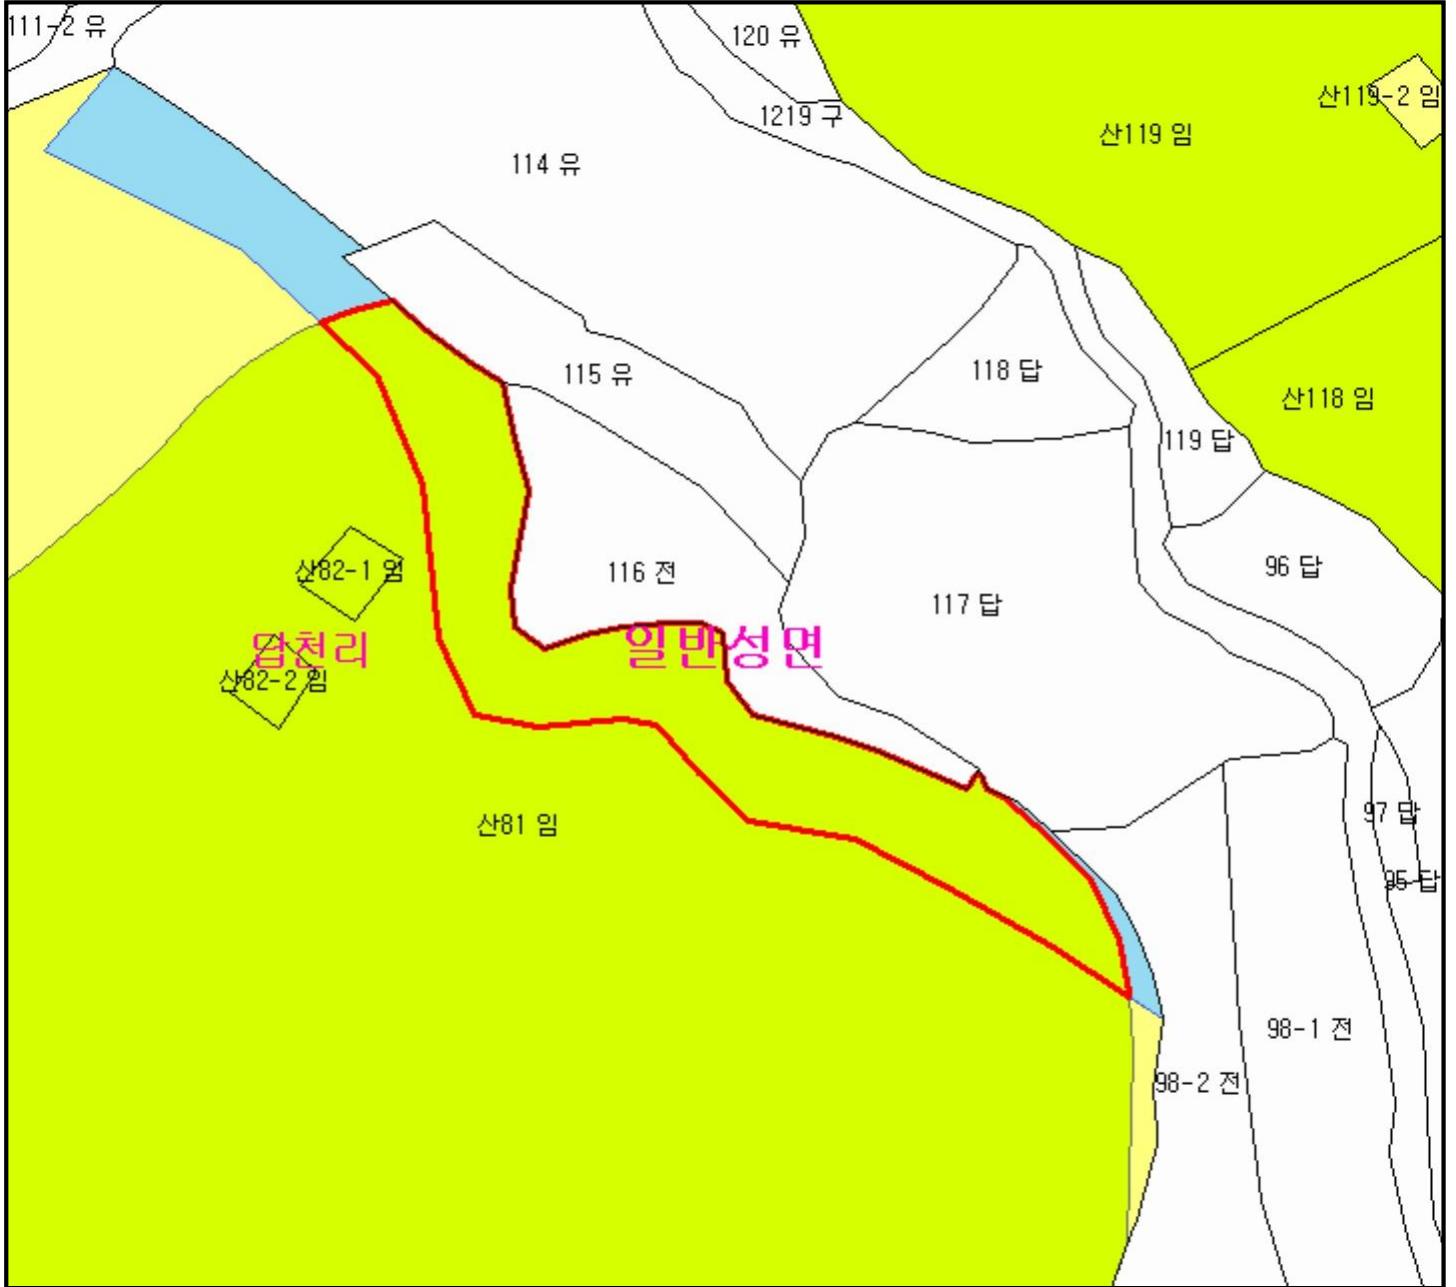 111-2 유
120 유
산119-2 임
1219 구
산119 임
114 유
118 답
115 유
산118 임
119 답
산82-1 임
116 전
96 답
117 답
답천리
일반성면
산82-2 임
97 답
산81 임
95 답
98-1 전
98-2 전